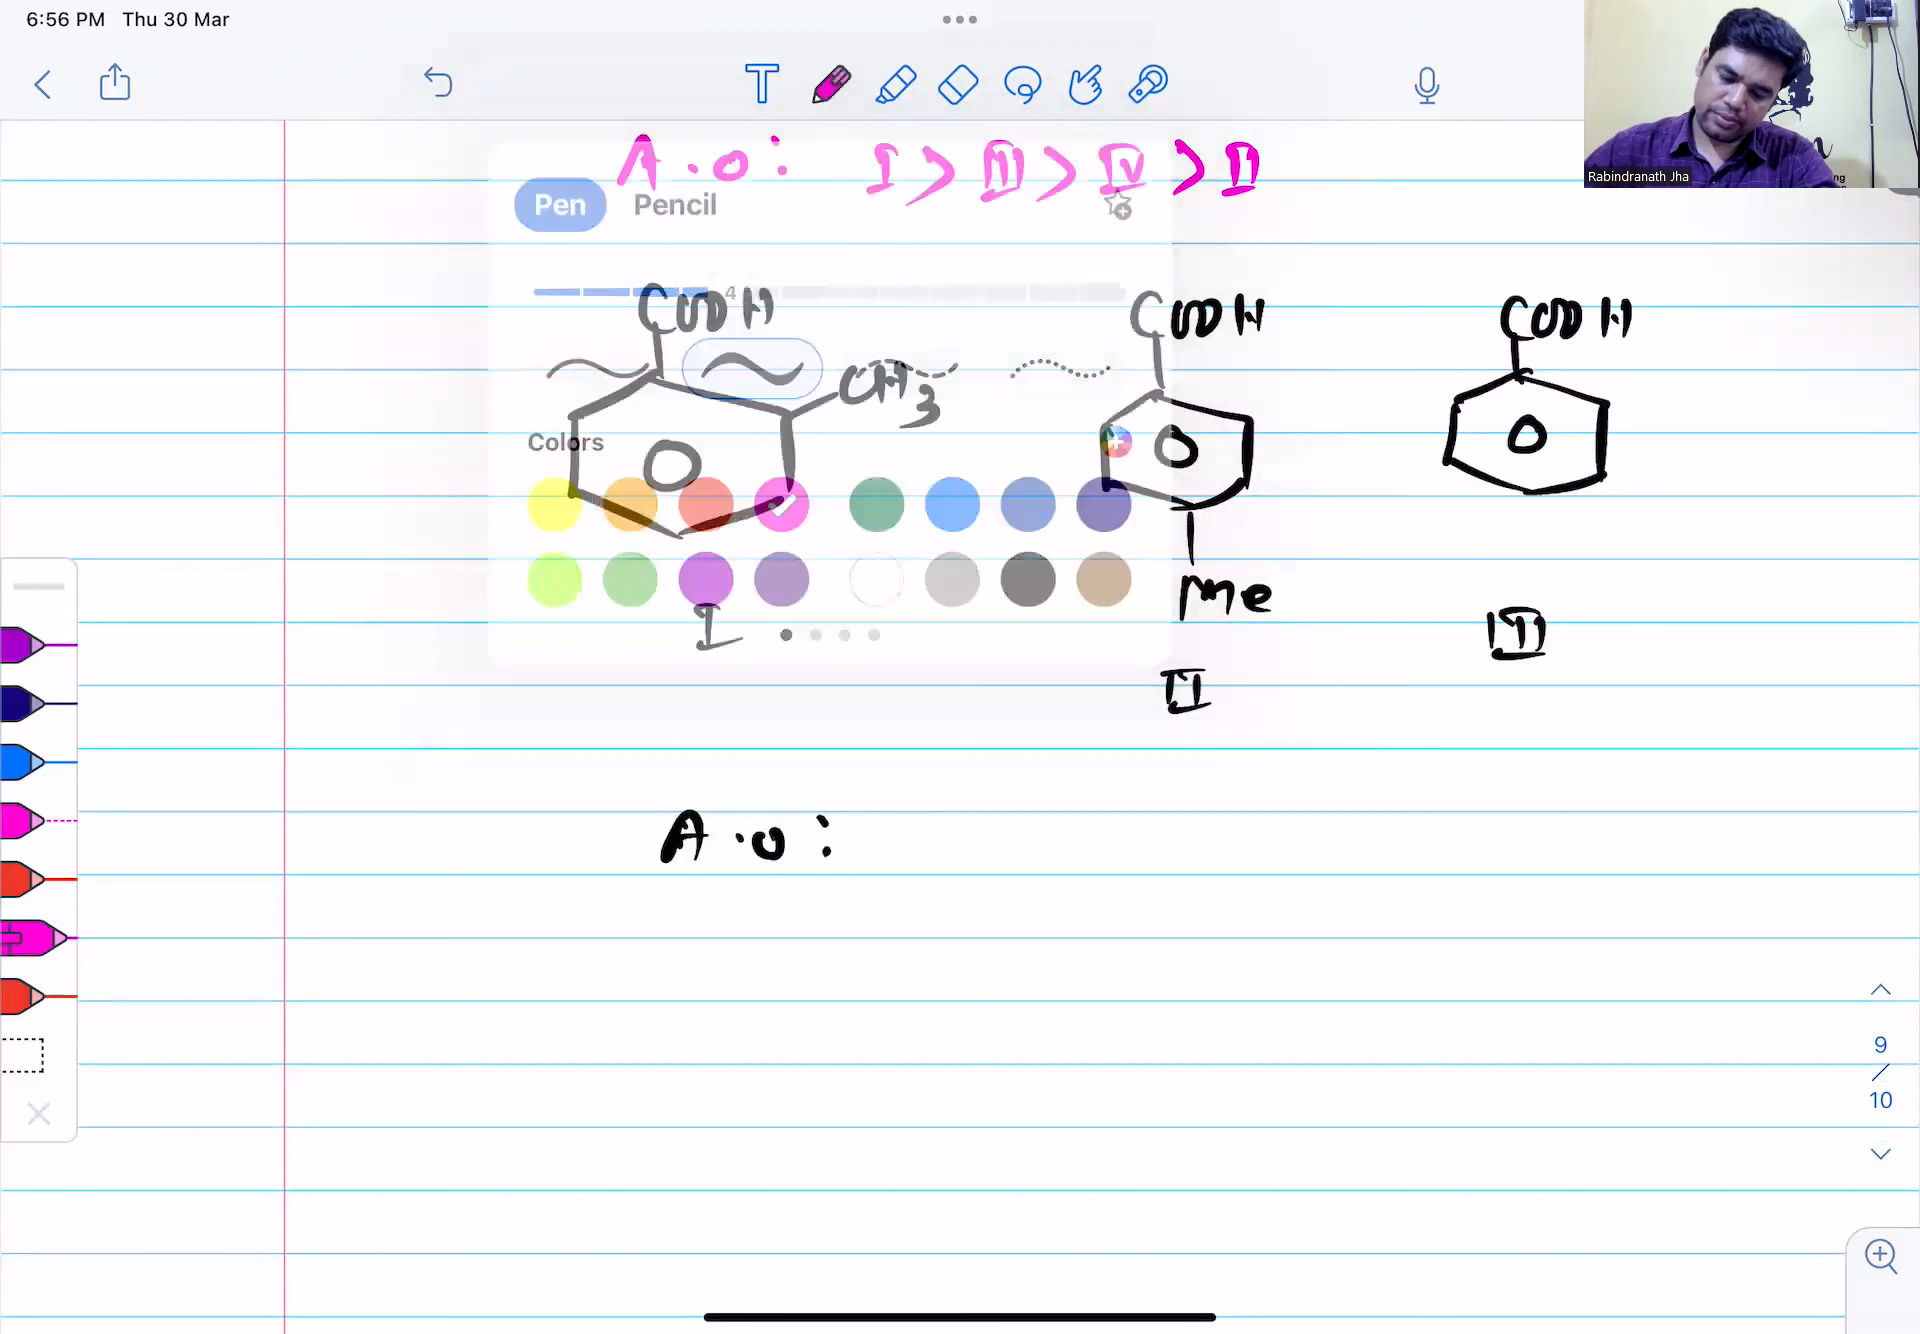 6:56 PM Thu 30 Mar
A.O: I > III > IV > II
Pen Pencil
4
COOH COOH COOH
CH3
Colors
Me
I
III
II
A.O:
Rabindranath Jha
9
/
10